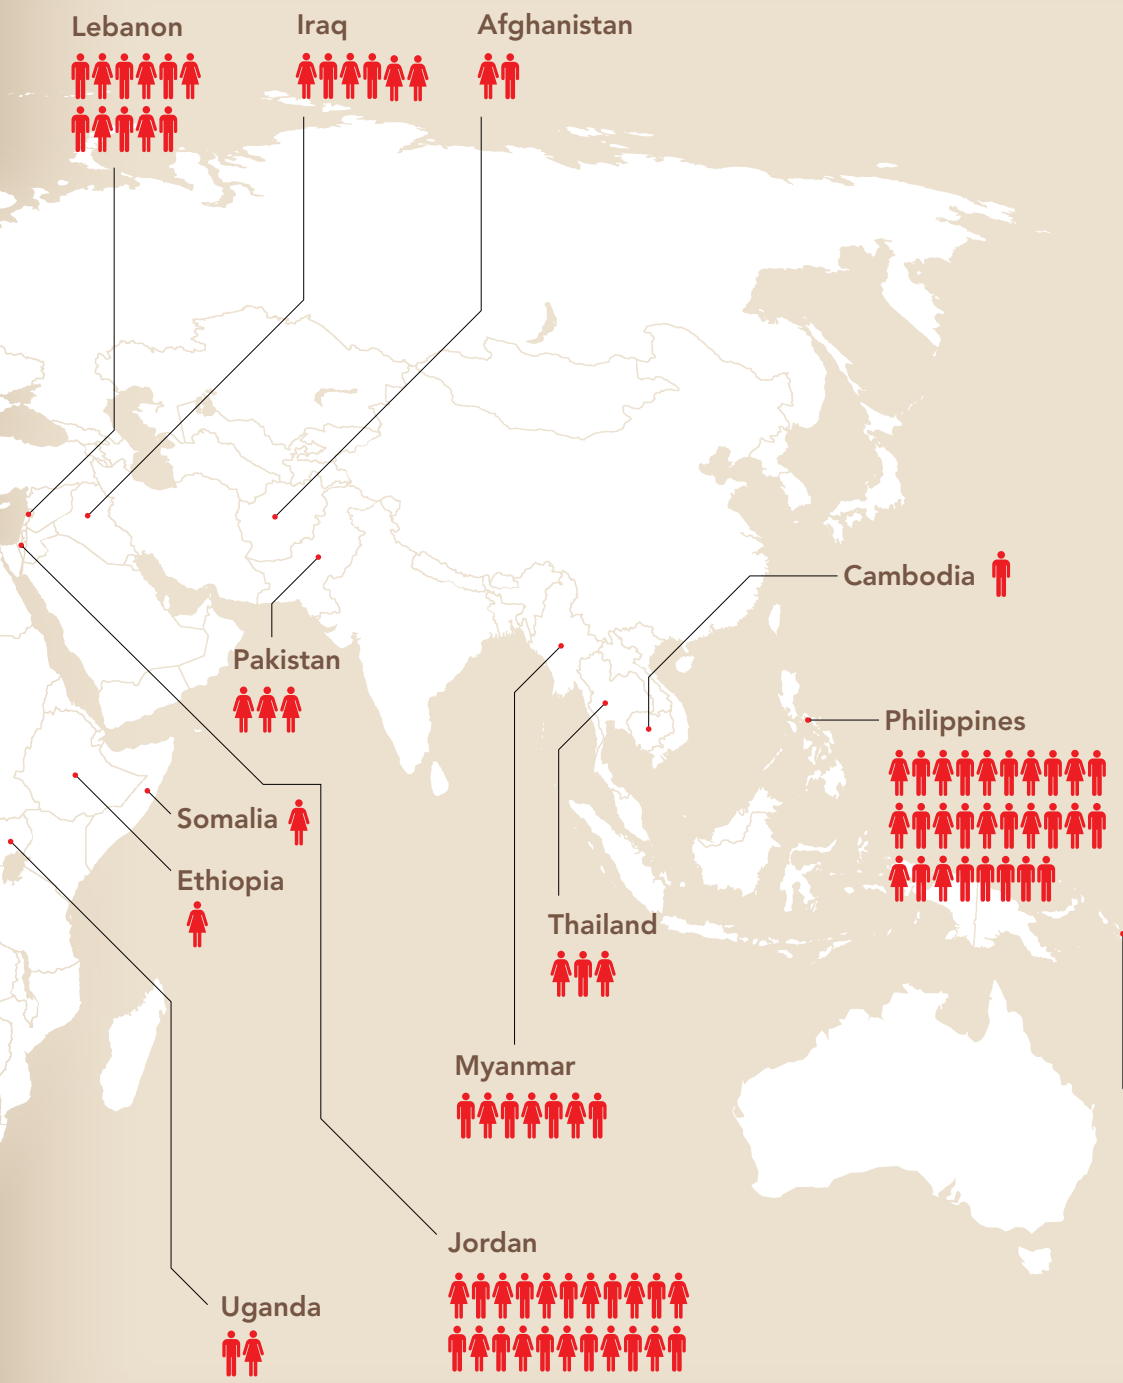 Lebanon
Iraq
Afghanistan
Cambodia
Pakistan
Philippines
Somalia
Ethiopia
Thailand
Myanmar
Jordan
Uganda